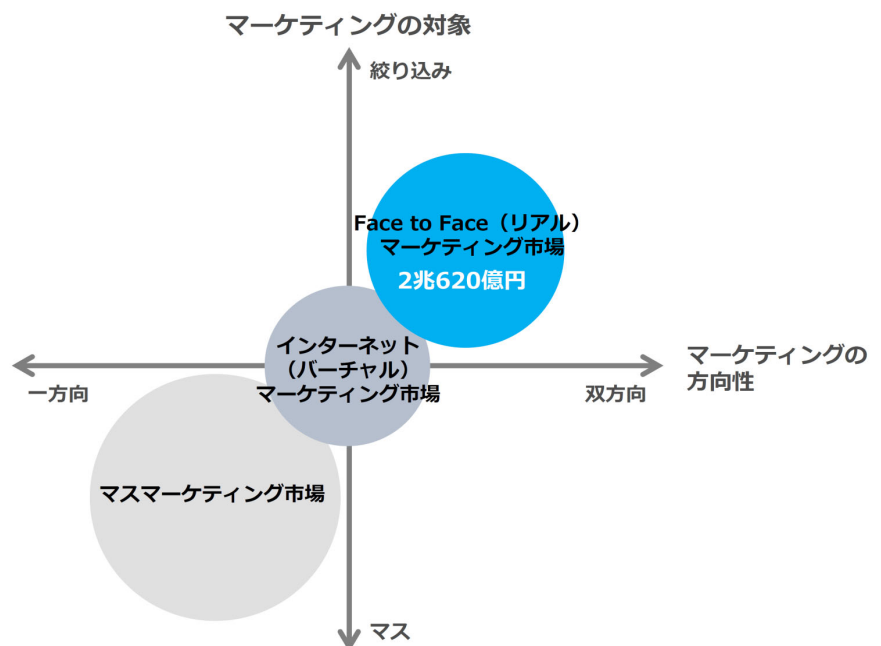 マーケティングの対象
絞り込み
Face to Face（リアル）
マーケティング市場
2兆620億円
インターネット
（バーチャル）
マーケティング市場
マーケティングの
方向性
一方向
双方向
マスマーケティング市場
マス